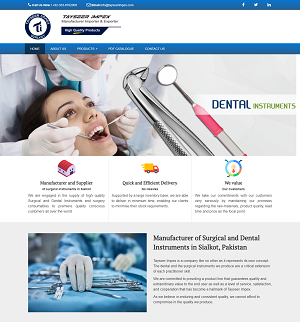 TAYSEER IMPEX
Manufacturer Importer & Exporter
High Quality Products
HOME
ABOUT US
PRODUCTS
PDF CATALOGUE
CONTACT US
DENTAL INSTRUMENTS
Manufacturer and Supplier
of surgical instruments in Sialkot
We are engaged in the supply of high quality
Surgical and Dental Instruments and surgery
consumables to premiere quality conscious
customers all over the world
Quick and Efficient Delivery
Supported by a large inventory base, we are able
to deliver in minimum time, enabling our clients
to minimise their stock requirements.
We value
Our customers
We take our commitments with our customers
very seriously by maintaining our promises
regarding the raw materials, product quality, lead
time and prices as the focal point
Manufacturer of Surgical and Dental
Instruments in Sialkot, Pakistan
Tayseer Impex is a company like no other as it represents its core concept
The dental and the surgical instruments we produce are a critical extension
of each practitioner skill
We are committed to providing a product line that guarantees quality and
extraordinary value to the end user as well as a level of service, satisfaction,
and cooperation that has become a hallmark of Tayseer Impex
As we believe in enduring and consistent quality, we cannot afford to
compromise in the quality we produce.